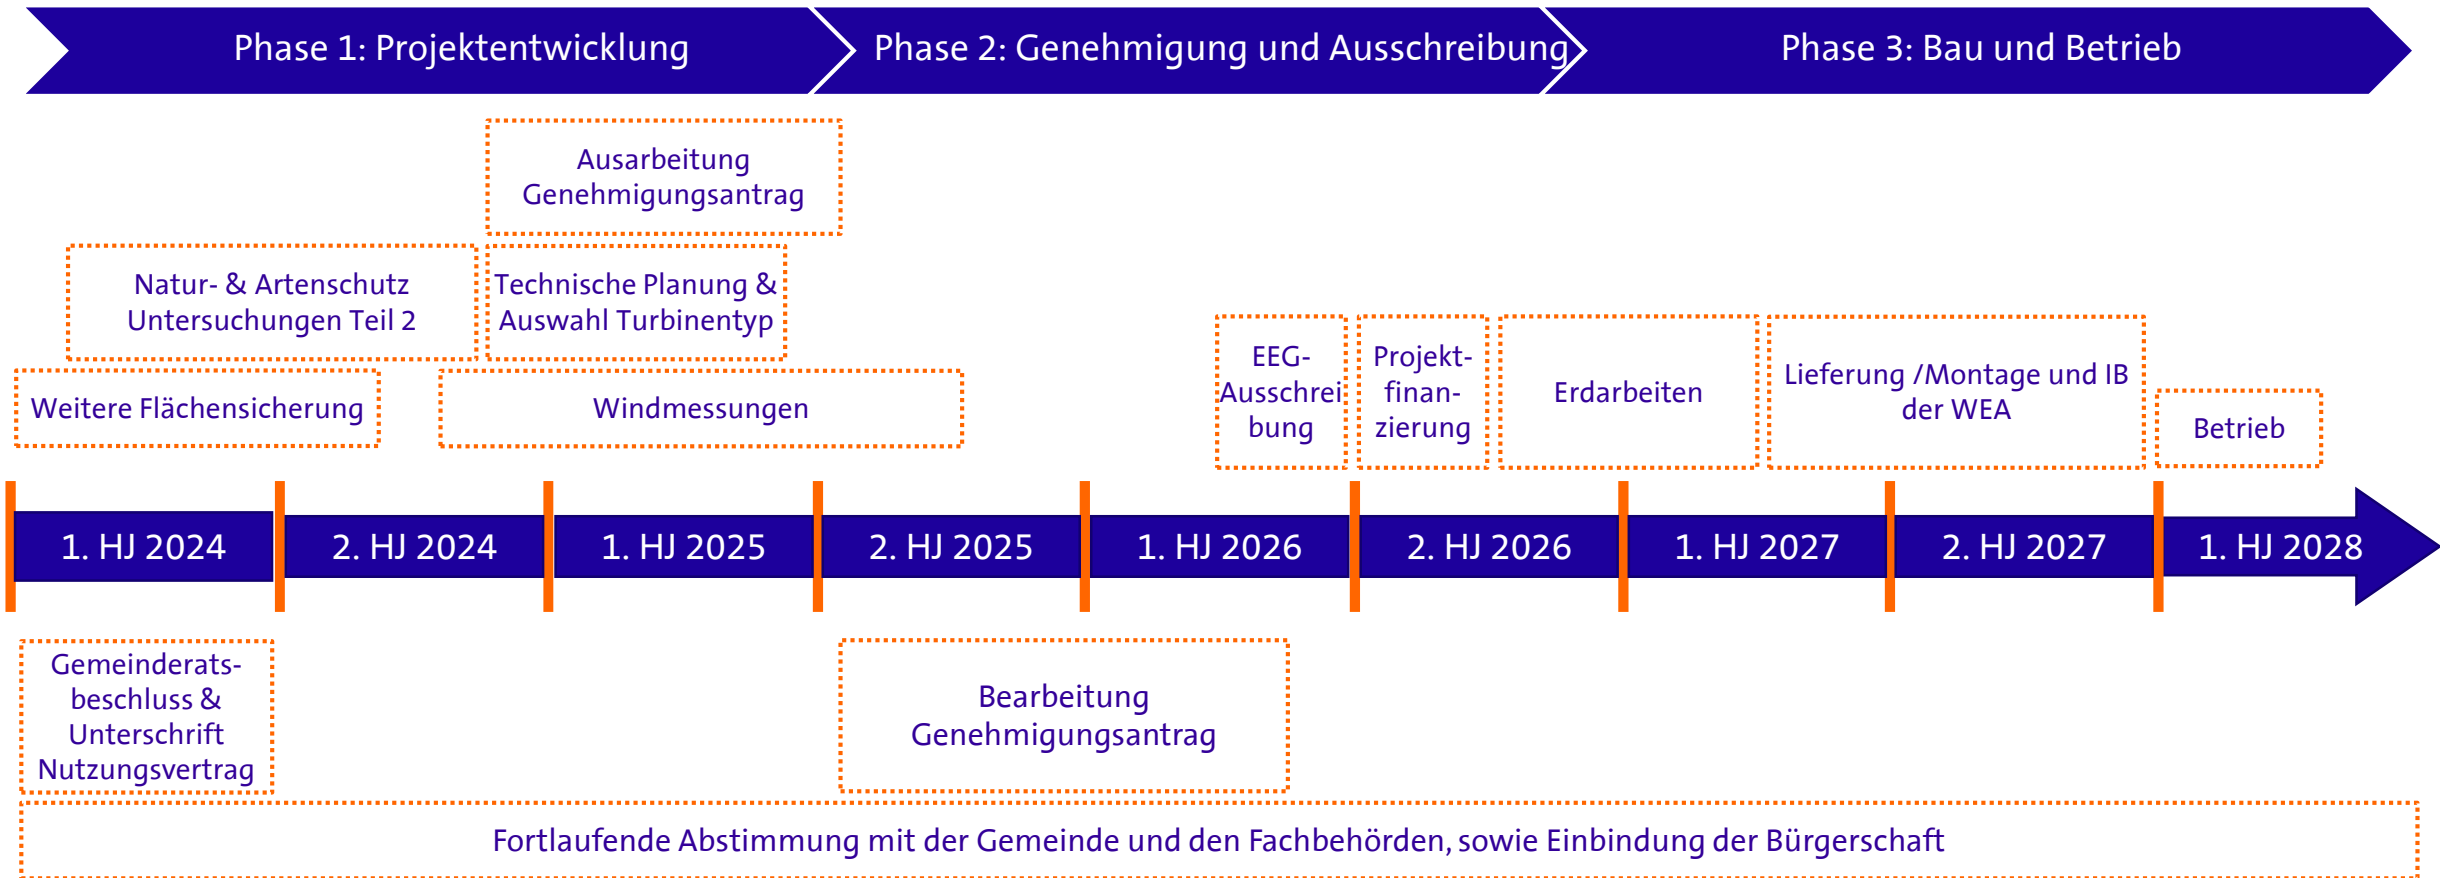 Phase 1: Projektentwicklung
Phase 2: Genehmigung und Ausschreibung
Phase 3: Bau und Betrieb
Ausarbeitung
Genehmigungsantrag
Natur- & Artenschutz
Untersuchungen Teil 2
Technische Planung &
Auswahl Turbinentyp
Weitere Flächensicherung
Windmessungen
EEG-
Ausschrei
bung
Projekt-
finan-
zierung
Erdarbeiten
Lieferung /Montage und IB
der WEA
Betrieb
1. HJ 2024
2. HJ 2024
1. HJ 2025
2. HJ 2025
1. HJ 2026
2. HJ 2026
1. HJ 2027
2. HJ 2027
1. HJ 2028
Gemeinderats-
beschluss &
Unterschrift
Nutzungsvertrag
Bearbeitung
Genehmigungsantrag
Fortlaufende Abstimmung mit der Gemeinde und den Fachbehörden, sowie Einbindung der Bürgerschaft